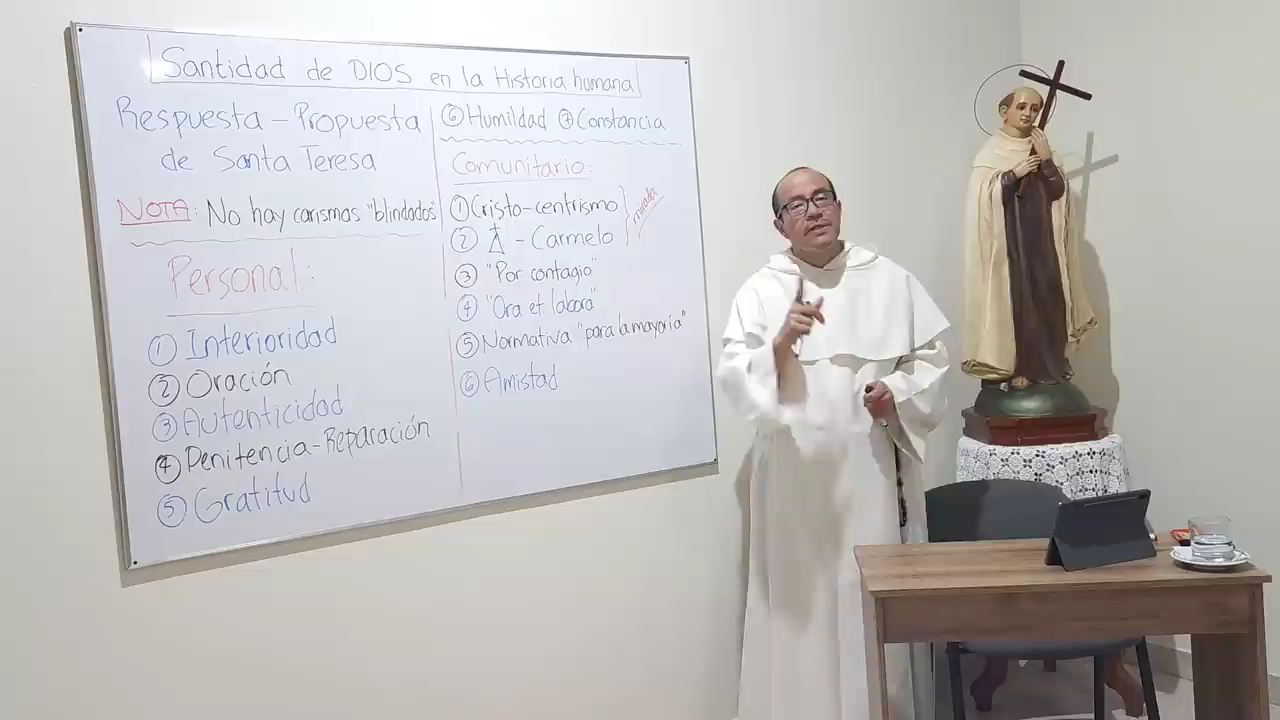 Santidad de DIOS en la Historia humana
Respuesta - Propuesta
de Santa Teresa
NOTA: No hay carismas "blindados"
Personal:
① Interioridad
② Oración
③ Autenticidad
④ Penitencia-Reparación
⑤ Gratitud
⑥ Humildad ⑦ Constancia
Comunitario:
① Cristo-centrismo
② - Carmelo
③ "Por contagio"
④ "Ora et labora"
⑤ Normativa "para la mayoría"
⑥ Amistad